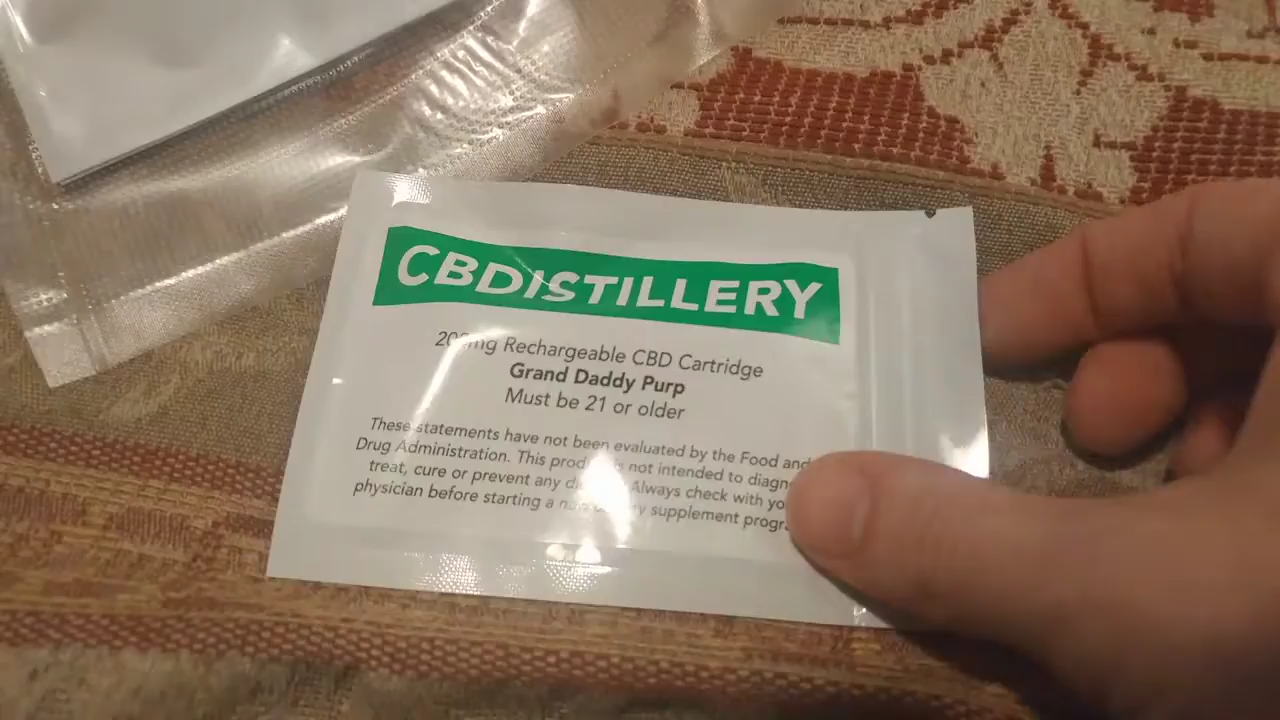 CBDISTILLERY
Rechargeable CBD Cartridge
Grand Daddy Purp
Must be 21 or older
These statements have not been evaluated by the Food and
Drug Administration. This not intended to
treat, cure or prevent any Always check with
physician before starting a supplement